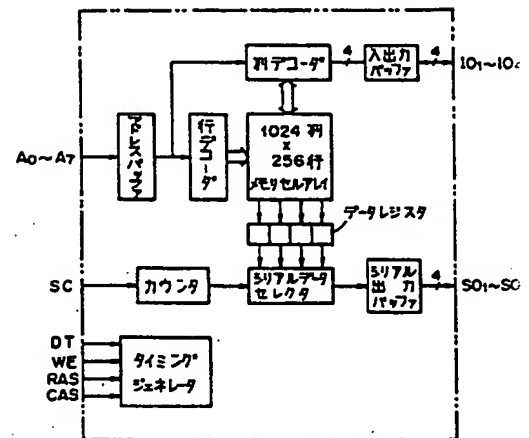 列デコーダ
4
入出力
バッファ
4
IO₁~IO₄
A₀~A₇
アドレスバッファ
行デコーダ
1024列
x
256行
メモリセルアレイ
データレジスタ
SC
カウンタ
シリアルデータ
セレクタ
シリアル
出力
バッファ
4
SO₁~SO
DT
WE
RAS
CAS
タイミング
ジェネレータ